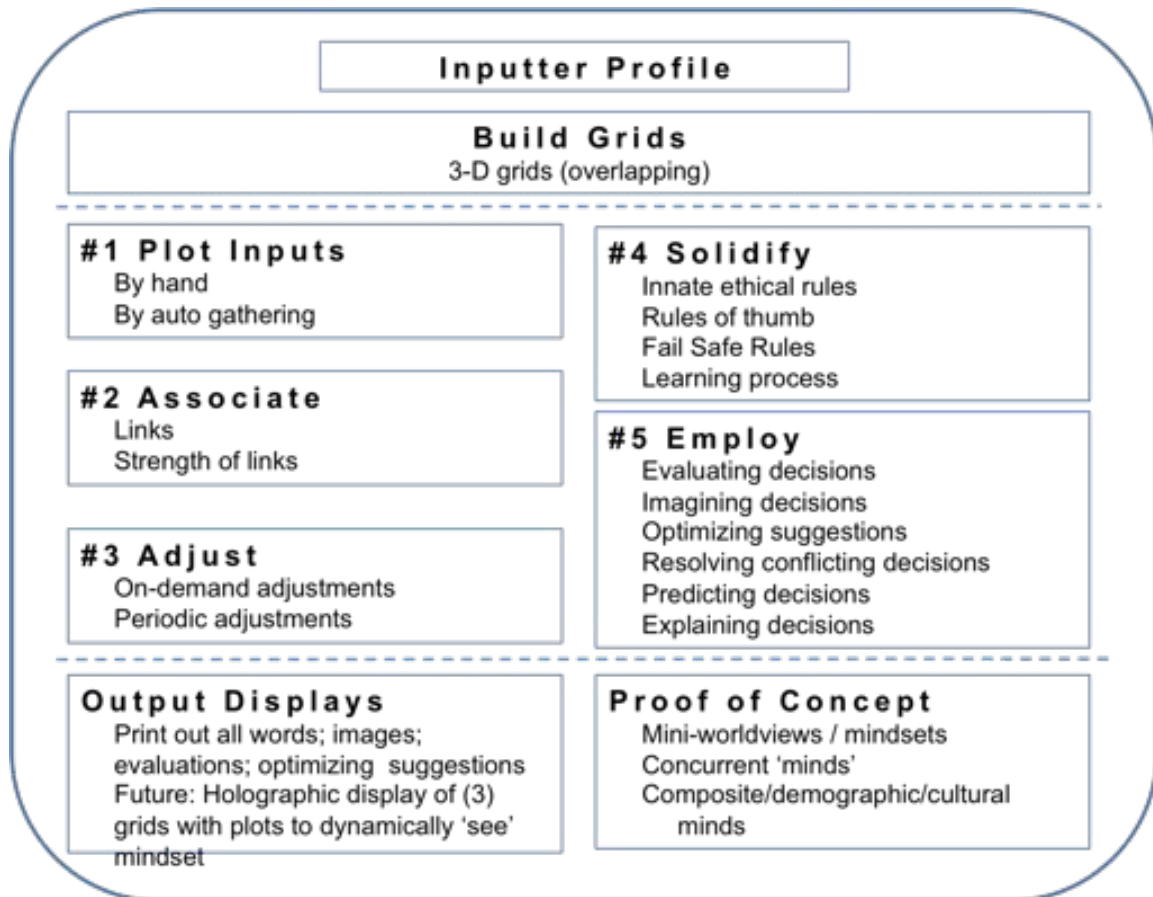 Inputter Profile
Build Grids
3-D grids (overlapping)
#1 Plot Inputs
By hand
By auto gathering
#2 Associate
Links
Strength of links
#3 Adjust
On-demand adjustments
Periodic adjustments
#4 Solidify
Innate ethical rules
Rules of thumb
Fail Safe Rules
Learning process
#5 Employ
Evaluating decisions
Imagining decisions
Optimizing suggestions
Resolving conflicting decisions
Predicting decisions
Explaining decisions
Output Displays
Print out all words; images;
evaluations; optimizing suggestions
Future: Holographic display of (3)
grids with plots to dynamically ‘see’
mindset
Proof of Concept
Mini-worldviews / mindsets
Concurrent ‘minds’
Composite/demographic/cultural
minds